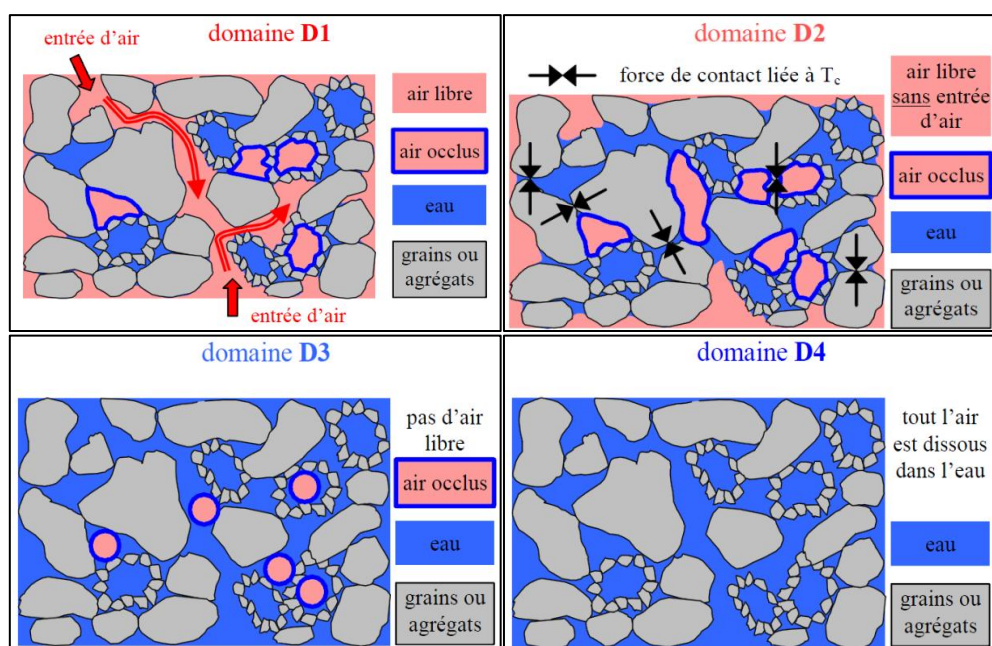 domaine D1
entrée d'air
air libre
air occlus
eau
grains ou
agrégats
entrée d'air
domaine D2
force de contact liée à Tc
air libre
sans entrée
d'air
air occlus
eau
grains ou
agrégats
domaine D3
pas d'air
libre
air occlus
eau
grains ou
agrégats
domaine D4
tout l'air
est dissous
dans l'eau
eau
grains ou
agrégats